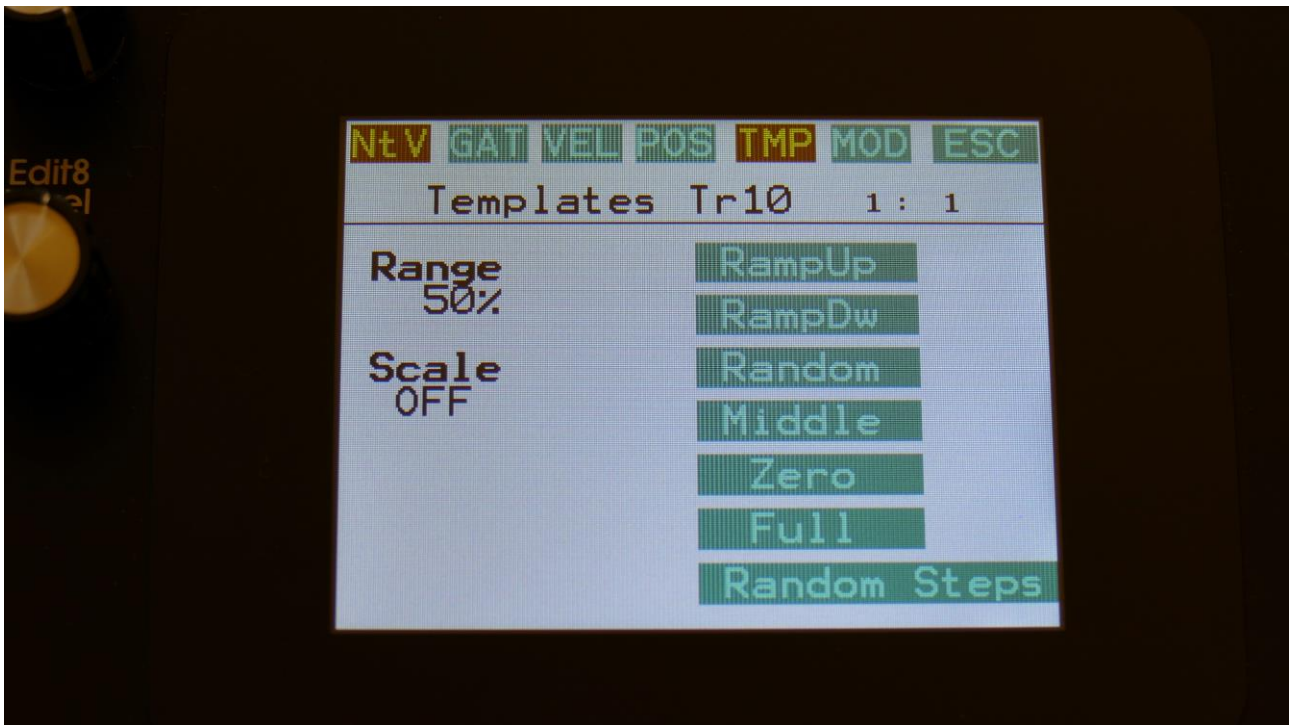 Edit8
NtV GAT VEL POS TMP MOD ESC
Templates Tr10 1: 1
Range
50%
Scale
OFF
RampUp
RampDw
Random
Middle
Zero
Full
Random Steps